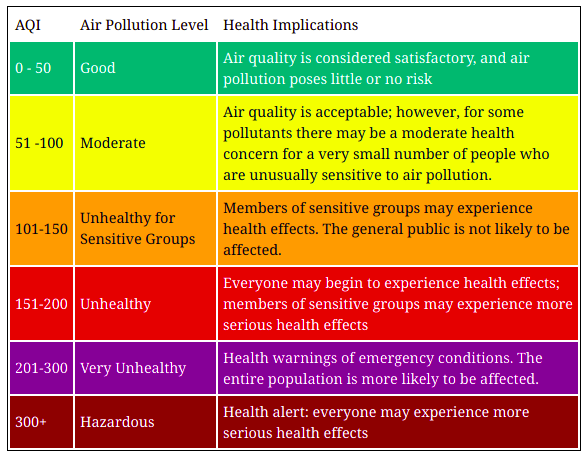 AQI Air Pollution Level Health Implications
0 - 50 Good Air quality is considered satisfactory, and air
pollution poses little or no risk
51 -100 Moderate Air quality is acceptable; however, for some
pollutants there may be a moderate health
concern for a very small number of people who
are unusually sensitive to air pollution.
101-150 Unhealthy for
Sensitive Groups
Members of sensitive groups may experience
health effects. The general public is not likely to be
affected.
151-200 Unhealthy Everyone may begin to experience health effects;
members of sensitive groups may experience more
serious health effects
201-300 Very Unhealthy Health warnings of emergency conditions. The
entire population is more likely to be affected.
300+ Hazardous Health alert: everyone may experience more
serious health effects